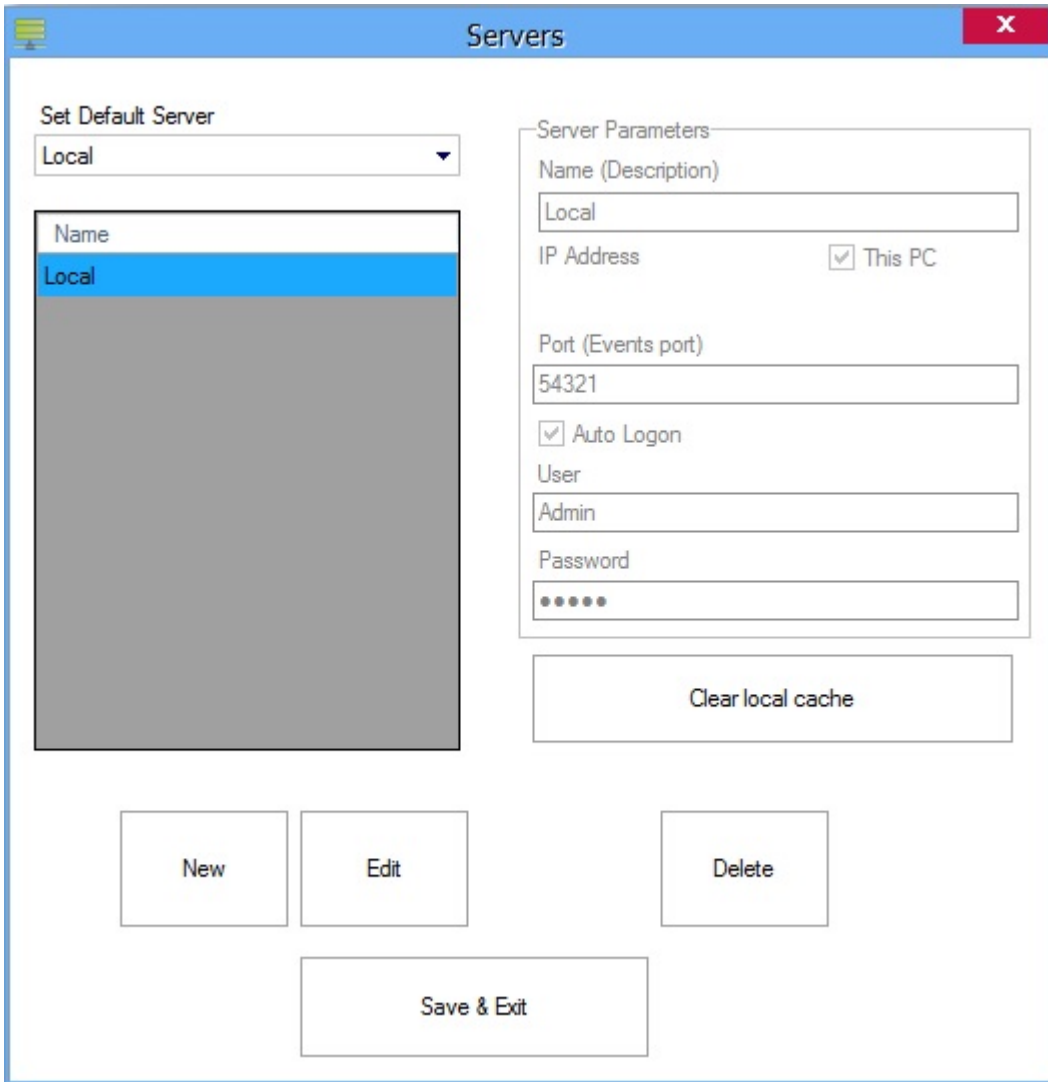 Servers
x
Set Default Server
Local
Name
Local
Server Parameters
Name (Description)
Local
IP Address
This PC
Port (Events port)
54321
Auto Logon
User
Admin
Password
●●●●●
Clear local cache
New
Edit
Delete
Save & Exit